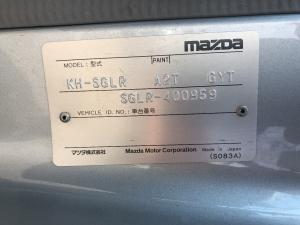 mazda
MODEL: 型式 PAINT
KH-SGLR A2T GYT
SGLR-400959
VEHICLE ID. NO.: 車台番号
マツダ株式会社 Mazda Motor Corporation Made in Japan
(S083A)